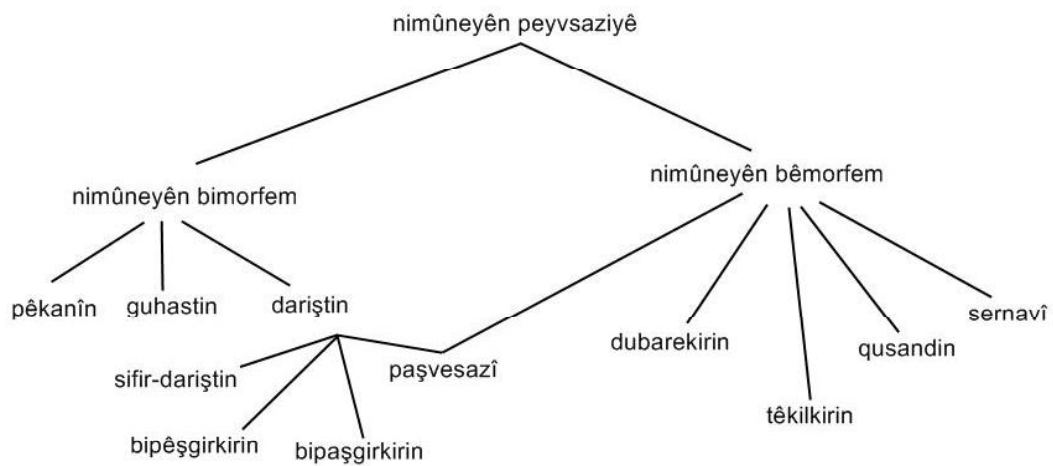 nimûneyên peyvsaziyê
nimûneyên bimorfem
nimûneyên bêmorfem
pêkanîn
guhastin
dariştin
sernavî
dubarekirin
qusandin
sifir-dariştin
paşvesazî
têkilkirin
bipêşgirkirin
bipaşgirkirin